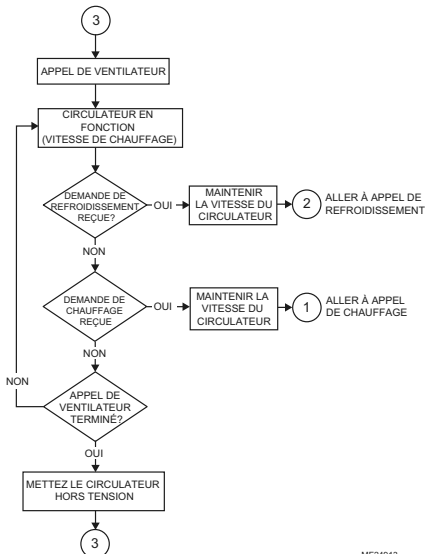 3
APPEL DE VENTILATEUR
CIRCULATEUR EN
FONCTION
(VITESSE DE CHAUFFAGE)
DEMANDE DE
REFROIDISSEMENT
REÇUE?
OUI
MAINTENIR
LA VITESSE DU
CIRCULATEUR
2
ALLER À APPEL DE
REFROIDISSEMENT
NON
DEMANDE DE
CHAUFFAGE
REÇUE
OUI
MAINTENIR LA
VITESSE DU
CIRCULATEUR
1
ALLER À APPEL
DE CHAUFFAGE
NON
NON
APPEL DE
VENTILATEUR
TERMINÉ?
OUI
METTEZ LE CIRCULATEUR
HORS TENSION
3